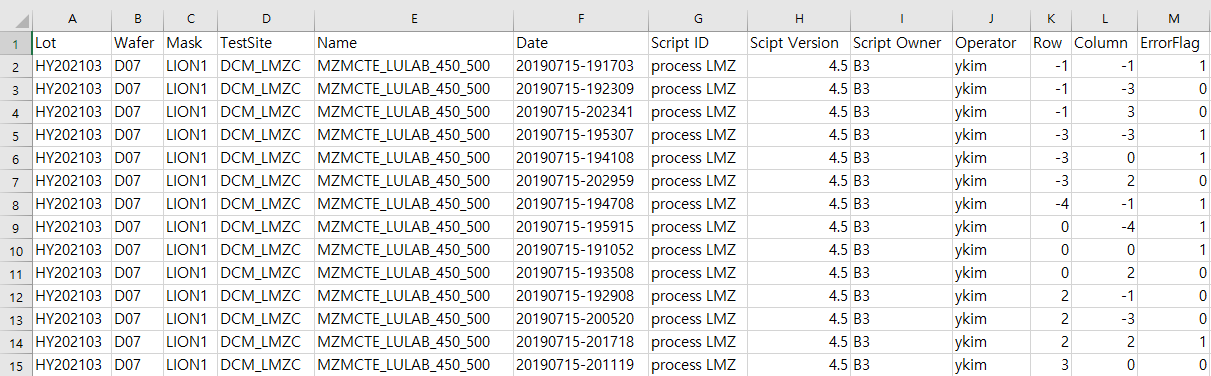 A B C D E F G H I J K L M
1 Lot Wafer Mask TestSite Name Date Script ID Scipt Version Script Owner Operator Row Column ErrorFlag
2 HY202103 D07 LION1 DCM_LMZC MZMCTE_LULAB_450_500 20190715-191703 process LMZ 4.5 B3 ykim -1 -1 1
3 HY202103 D07 LION1 DCM_LMZC MZMCTE_LULAB_450_500 20190715-192309 process LMZ 4.5 B3 ykim -1 -3 0
4 HY202103 D07 LION1 DCM_LMZC MZMCTE_LULAB_450_500 20190715-202341 process LMZ 4.5 B3 ykim -1 3 0
5 HY202103 D07 LION1 DCM_LMZC MZMCTE_LULAB_450_500 20190715-195307 process LMZ 4.5 B3 ykim -3 -3 1
6 HY202103 D07 LION1 DCM_LMZC MZMCTE_LULAB_450_500 20190715-194108 process LMZ 4.5 B3 ykim -3 0 1
7 HY202103 D07 LION1 DCM_LMZC MZMCTE_LULAB_450_500 20190715-202959 process LMZ 4.5 B3 ykim -3 2 0
8 HY202103 D07 LION1 DCM_LMZC MZMCTE_LULAB_450_500 20190715-194708 process LMZ 4.5 B3 ykim -4 -1 1
9 HY202103 D07 LION1 DCM_LMZC MZMCTE_LULAB_450_500 20190715-195915 process LMZ 4.5 B3 ykim 0 -4 1
10 HY202103 D07 LION1 DCM_LMZC MZMCTE_LULAB_450_500 20190715-191052 process LMZ 4.5 B3 ykim 0 0 1
11 HY202103 D07 LION1 DCM_LMZC MZMCTE_LULAB_450_500 20190715-193508 process LMZ 4.5 B3 ykim 0 2 0
12 HY202103 D07 LION1 DCM_LMZC MZMCTE_LULAB_450_500 20190715-192908 process LMZ 4.5 B3 ykim 2 -1 0
13 HY202103 D07 LION1 DCM_LMZC MZMCTE_LULAB_450_500 20190715-200520 process LMZ 4.5 B3 ykim 2 -3 0
14 HY202103 D07 LION1 DCM_LMZC MZMCTE_LULAB_450_500 20190715-201718 process LMZ 4.5 B3 ykim 2 2 1
15 HY202103 D07 LION1 DCM_LMZC MZMCTE_LULAB_450_500 20190715-201119 process LMZ 4.5 B3 ykim 3 0 0